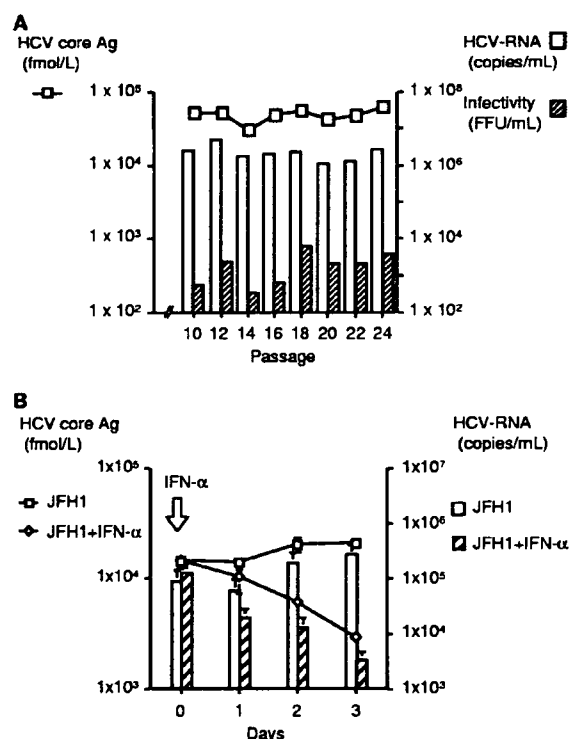 A
HCV core Ag
(fmol/L)
HCV-RNA
(copies/mL)
Infectivity
(FFU/mL)
1 x 10⁵
1 x 10⁴
1 x 10³
1 x 10²
1 x 10⁸
1 x 10⁶
1 x 10⁴
1 x 10²
10 12 14 16 18 20 22 24
Passage
B
HCV core Ag
(fmol/L)
JFH1
JFH1+IFN-α
HCV-RNA
(copies/mL)
JFH1
JFH1+IFN-α
IFN-α
1x10⁵
1x10⁴
1x10³
1x10⁷
1x10⁶
1x10⁵
1x10⁴
1x10³
0 1 2 3
Days